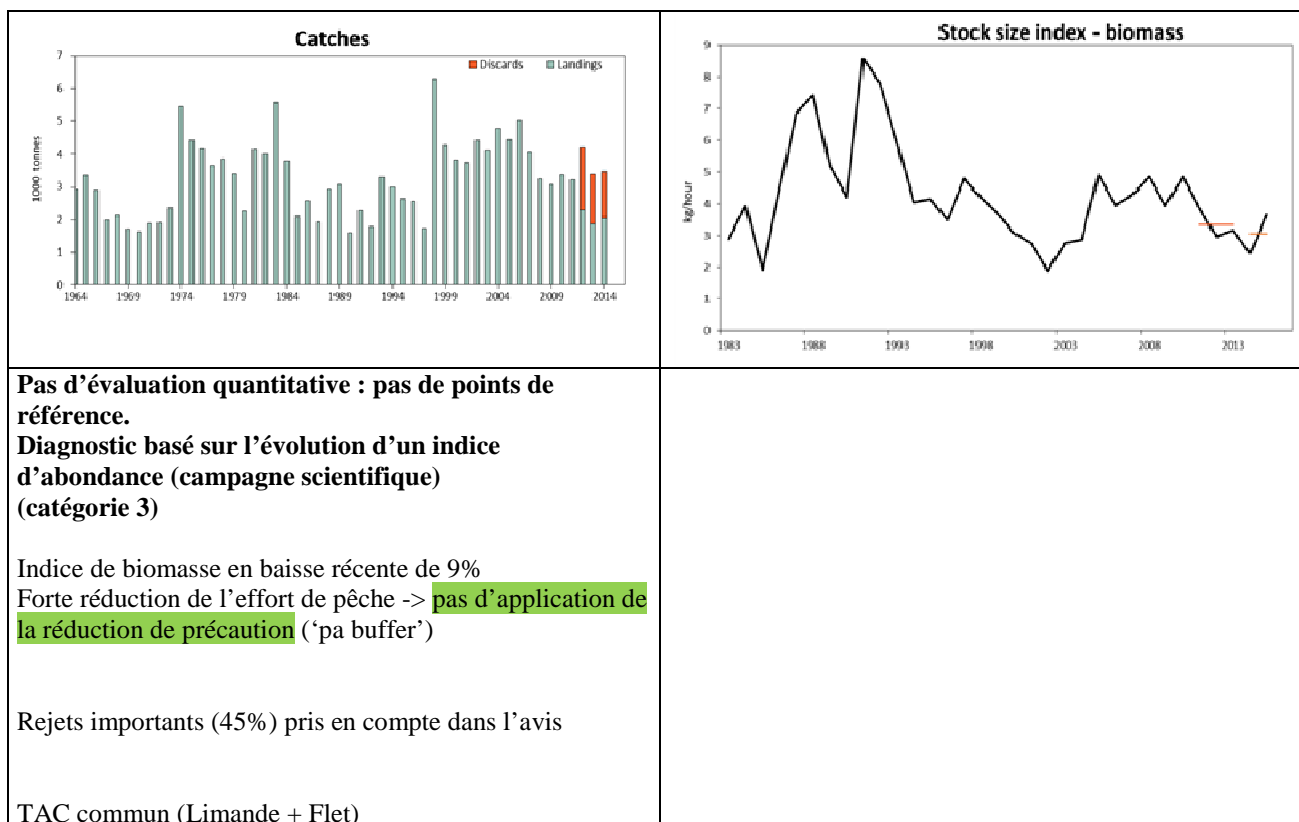 Catches
Discards Landings
1000 tonnes
7
6
5
4
3
2
1
0
1964 1969 1974 1979 1984 1989 1994 1999 2004 2009 2014
Stock size index - biomass
kg/hour
9
8
7
6
5
4
3
2
1
0
1983 1988 1993 1998 2003 2008 2013
Pas d’évaluation quantitative : pas de points de
référence.
Diagnostic basé sur l’évolution d’un indice
d’abondance (campagne scientifique)
(catégorie 3)
Indice de biomasse en baisse récente de 9%
Forte réduction de l’effort de pêche -> pas d’application de
la réduction de précaution (‘pa buffer’)
Rejets importants (45%) pris en compte dans l’avis
TAC commun (Limande + Flet)